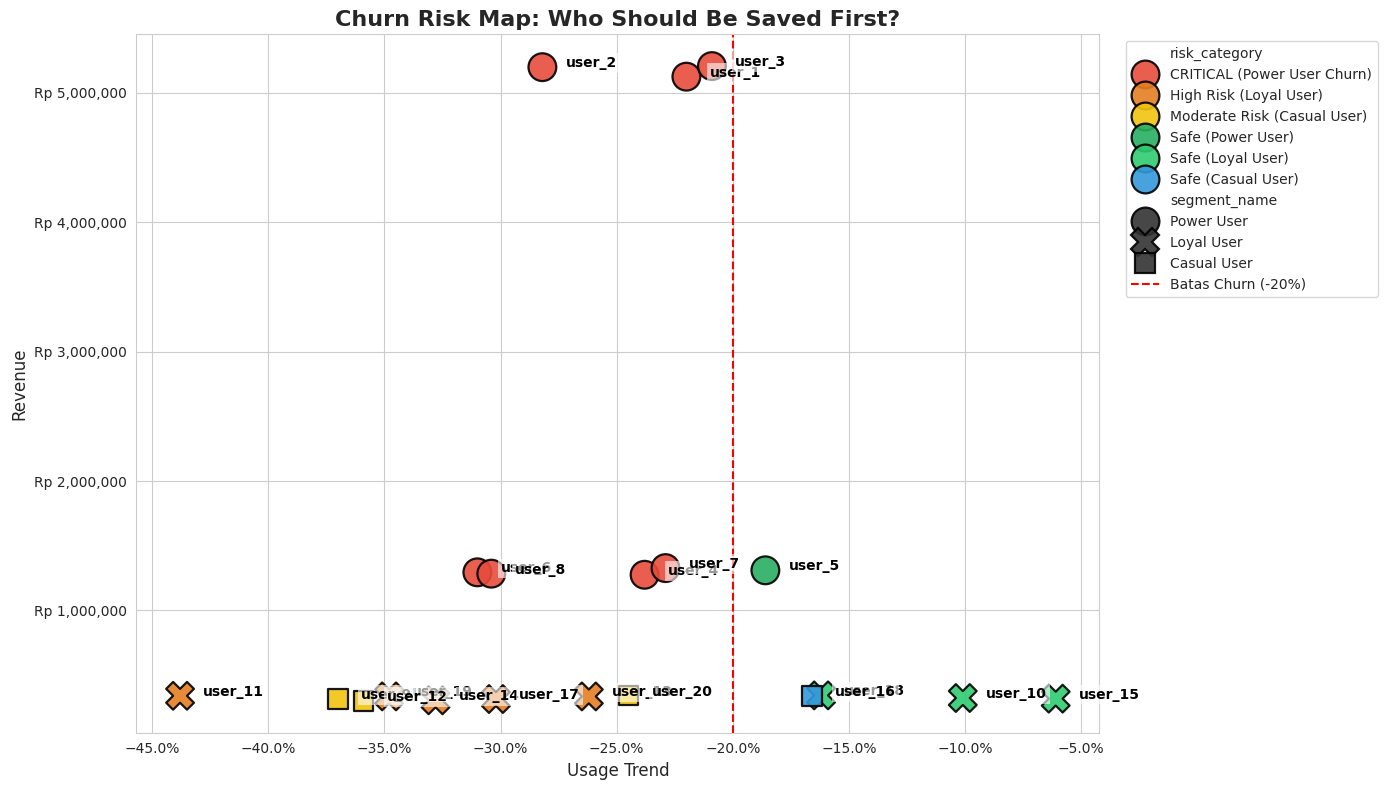 Churn Risk Map: Who Should Be Saved First?
Revenue
Rp 5,000,000
Rp 4,000,000
Rp 3,000,000
Rp 2,000,000
Rp 1,000,000
user_2
user_3
user_1
user_6
user_8
user_7
user_4
user_5
user_11
user_12
user_19
user_14
user_17
user_20
user_16
user_10
user_15
−45.0%
−40.0%
−35.0%
−30.0%
−25.0%
−20.0%
−15.0%
−10.0%
−5.0%
Usage Trend
risk_category
CRITICAL (Power User Churn)
High Risk (Loyal User)
Moderate Risk (Casual User)
Safe (Power User)
Safe (Loyal User)
Safe (Casual User)
segment_name
Power User
Loyal User
Casual User
Batas Churn (-20%)